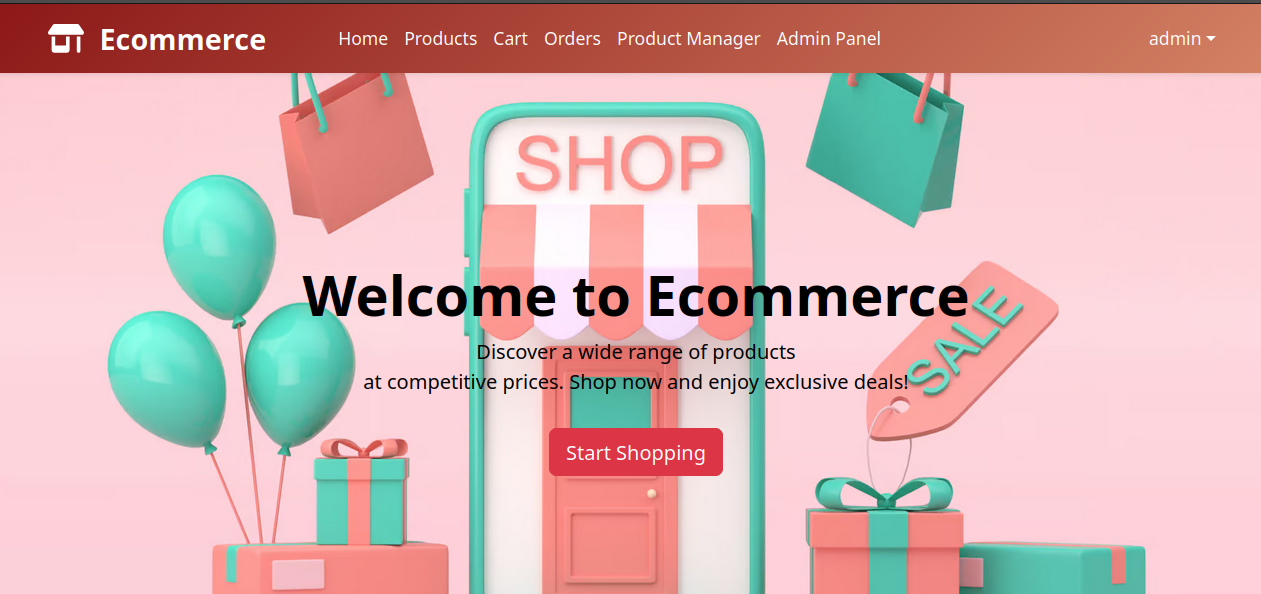 Ecommerce
Home Products Cart Orders Product Manager Admin Panel
admin
SHOP
Welcome to Ecommerce
Discover a wide range of products
at competitive prices. Shop now and enjoy exclusive deals!
SALE
Start Shopping